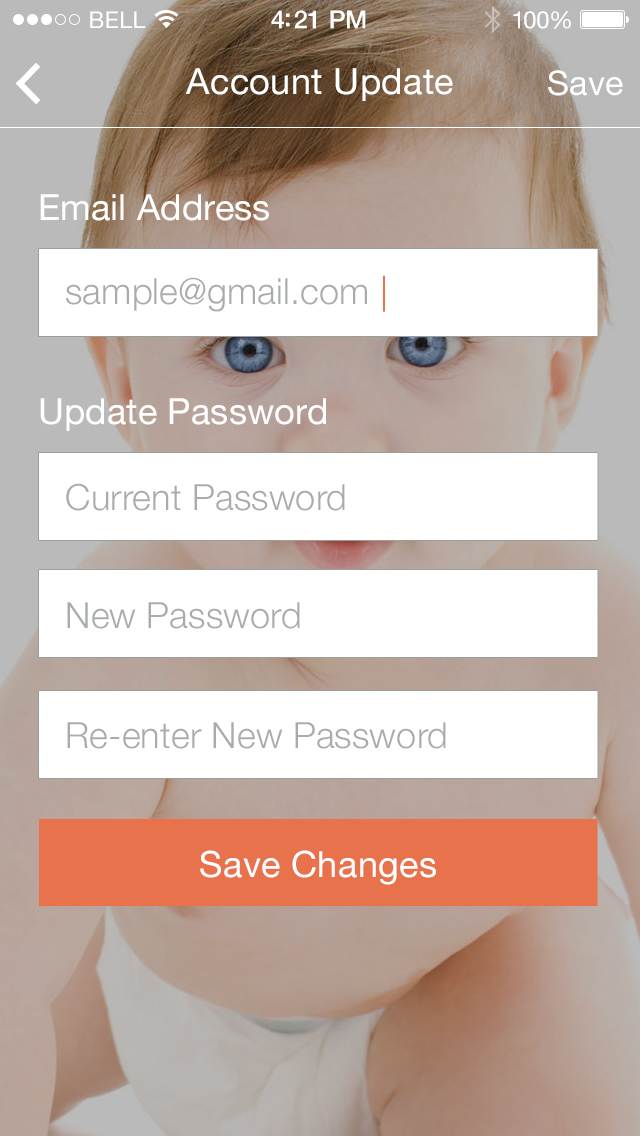 BELL 4:21 PM 100%
Account Update Save
Email Address
sample@gmail.com
Update Password
Current Password
New Password
Re-enter New Password
Save Changes